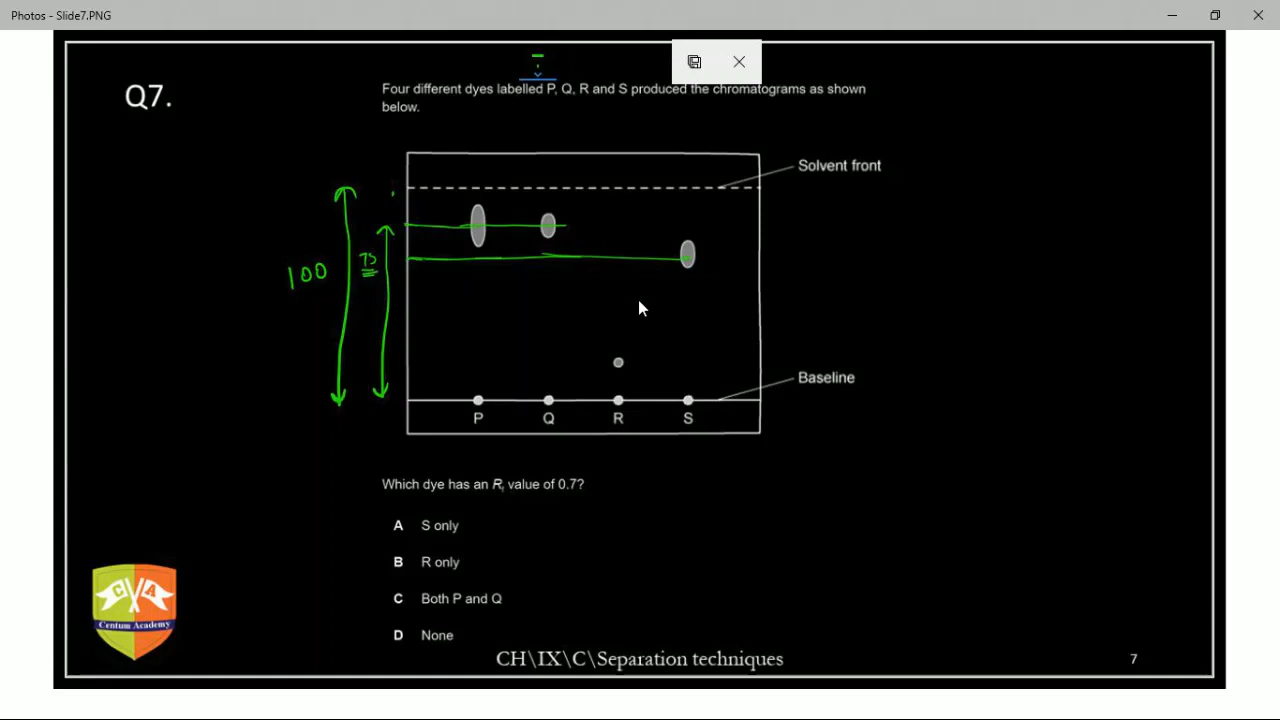 Photos - Slide7.PNG
Q7.
Four different dyes labelled P, Q, R and S produced the chromatograms as shown
below.
Solvent front
100
75
Baseline
P Q R S
Which dye has an Rf value of 0.7?
A S only
B R only
C Both P and Q
D None
C A
Centum Academy
CH\IX\C\Separation techniques
7